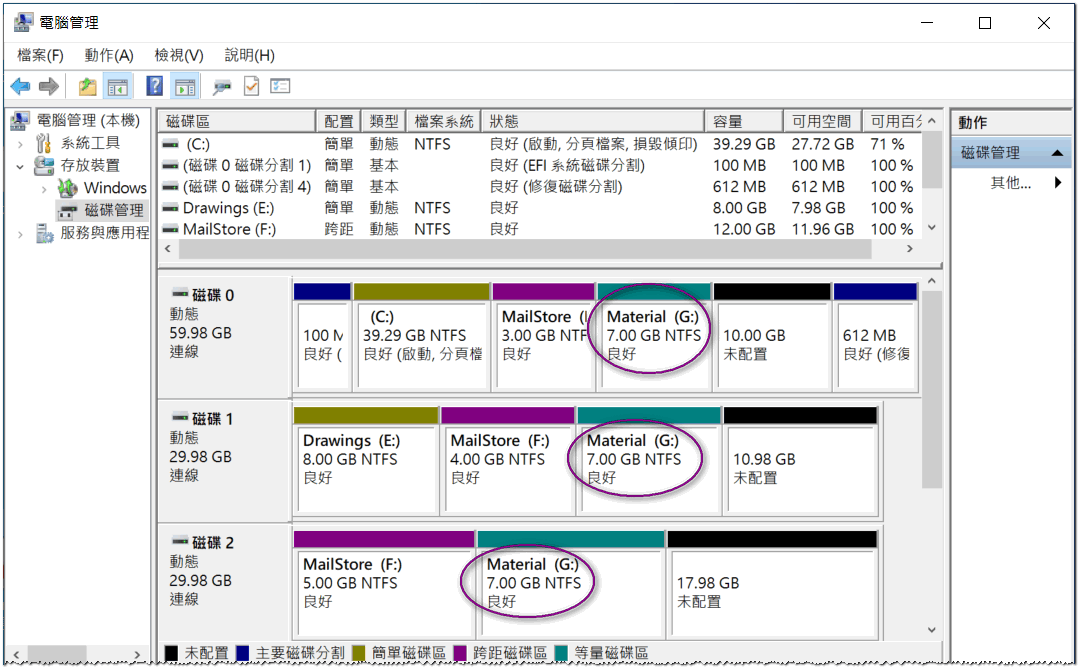 電腦管理
檔案(F) 動作(A) 檢視(V) 說明(H)
電腦管理 (本機)
系統工具
存放裝置
Windows
磁碟管理
服務與應用程
磁碟區 配置 類型 檔案系統 狀態 容量 可用空間 可用百分
(C:) 簡單 動態 NTFS 良好 (啟動, 分頁檔案, 損毀傾印) 39.29 GB 27.72 GB 71 %
(磁碟 0 磁碟分割 1) 簡單 基本 良好 (EFI 系統磁碟分割) 100 MB 100 MB 100 %
(磁碟 0 磁碟分割 4) 簡單 基本 良好 (修復磁碟分割) 612 MB 612 MB 100 %
Drawings (E:) 簡單 動態 NTFS 良好 8.00 GB 7.98 GB 100 %
MailStore (F:) 跨距 動態 NTFS 良好 12.00 GB 11.96 GB 100 %
動作
磁碟管理
其他...
磁碟 0
動態
59.98 GB
連線
100 M
良好 (
(C:)
39.29 GB NTFS
良好 (啟動, 分頁檔
MailStore (
3.00 GB NTF
良好
Material (G:)
7.00 GB NTFS
良好
10.00 GB
未配置
612 MB
良好 (修復
磁碟 1
動態
29.98 GB
連線
Drawings (E:)
8.00 GB NTFS
良好
MailStore (F:)
4.00 GB NTFS
良好
Material (G:)
7.00 GB NTFS
良好
10.98 GB
未配置
磁碟 2
動態
29.98 GB
連線
MailStore (F:)
5.00 GB NTFS
良好
Material (G:)
7.00 GB NTFS
良好
17.98 GB
未配置
未配置 主要磁碟分割 簡單磁碟區 跨距磁碟區 等量磁碟區